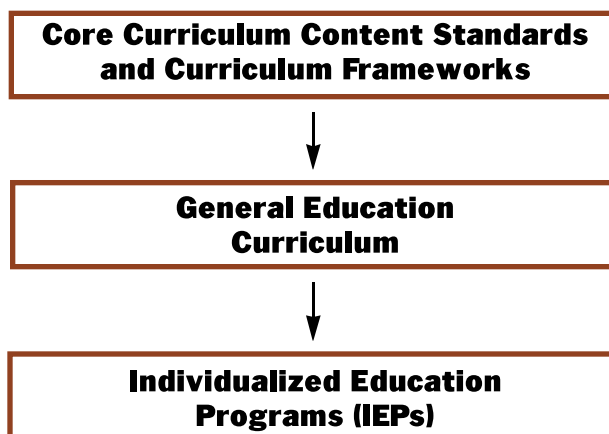 Core Curriculum Content Standards
and Curriculum Frameworks
General Education
Curriculum
Individualized Education
Programs (IEPs)